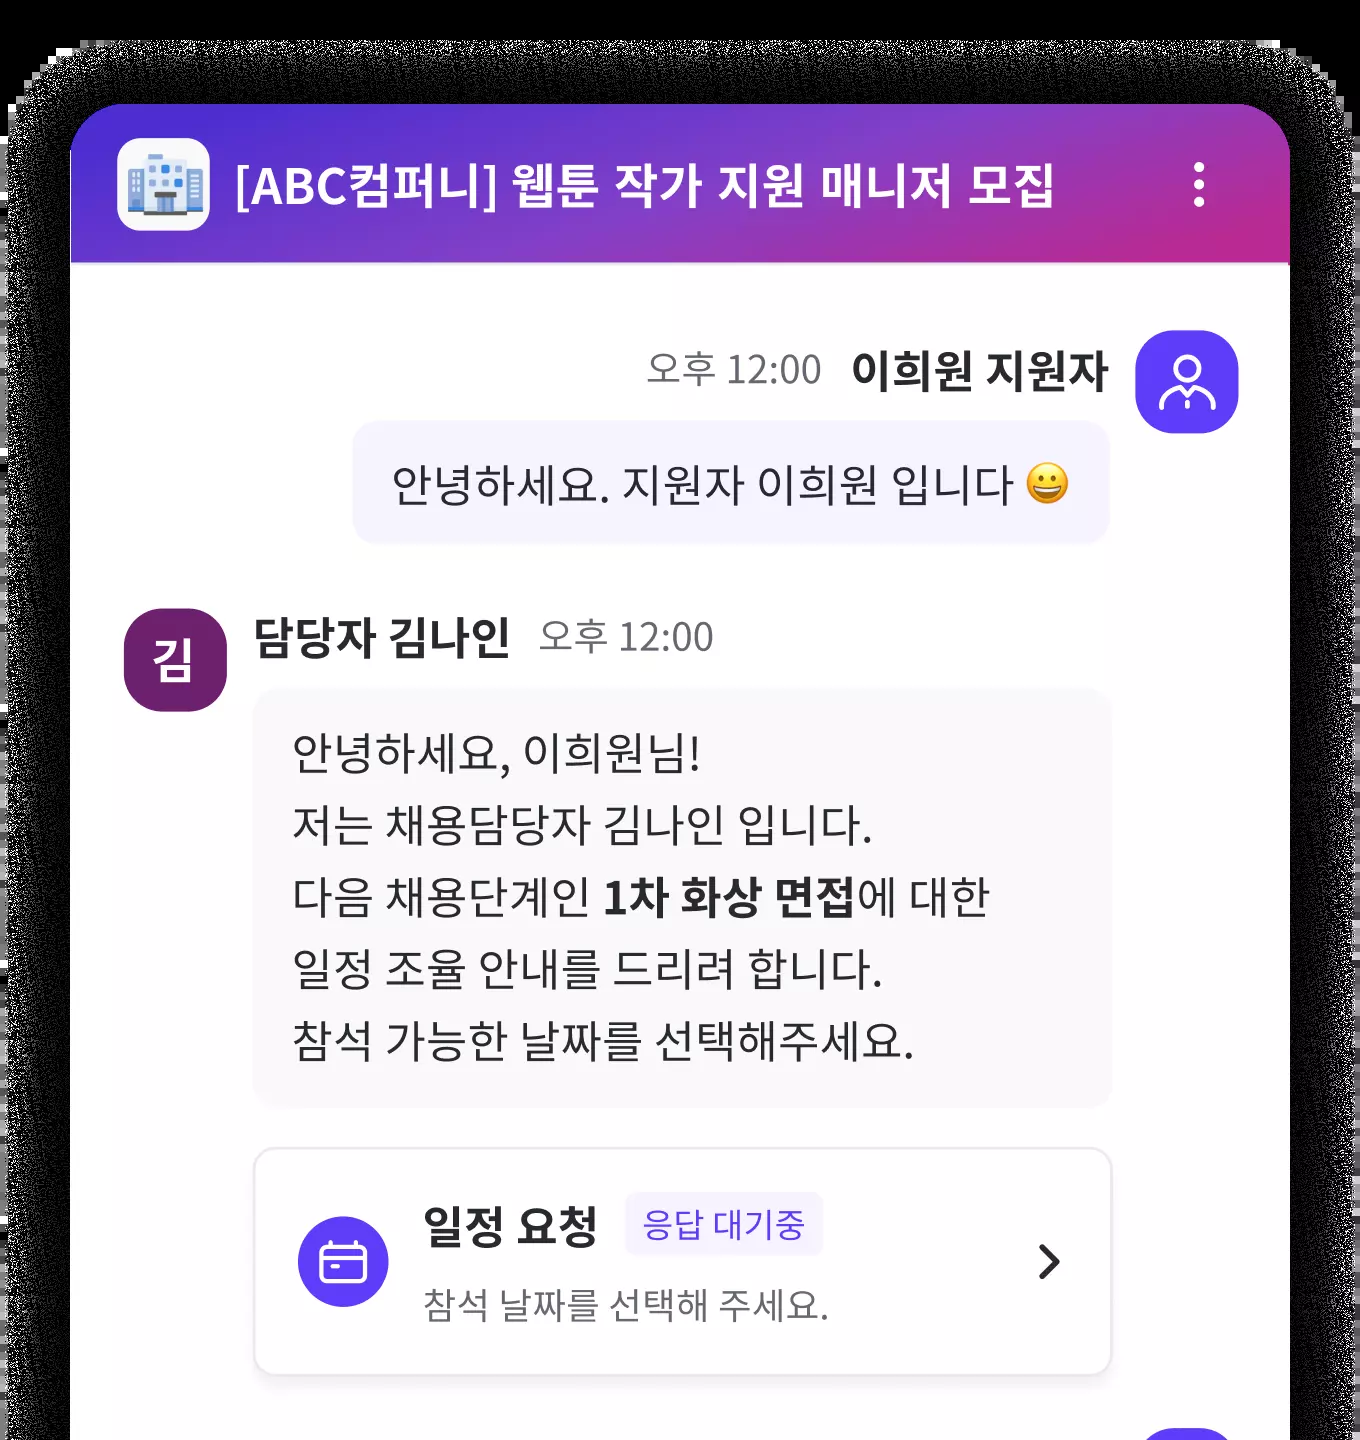 [ABC컴퍼니] 웹툰 작가 지원 매니저 모집
오후 12:00 이희원 지원자
안녕하세요. 지원자 이희원 입니다 😀
김
담당자 김나인 오후 12:00
안녕하세요, 이희원님!
저는 채용담당자 김나인 입니다.
다음 채용단계인 1차 화상 면접에 대한
일정 조율 안내를 드리려 합니다.
참석 가능한 날짜를 선택해주세요.
일정 요청 응답 대기중
참석 날짜를 선택해 주세요.